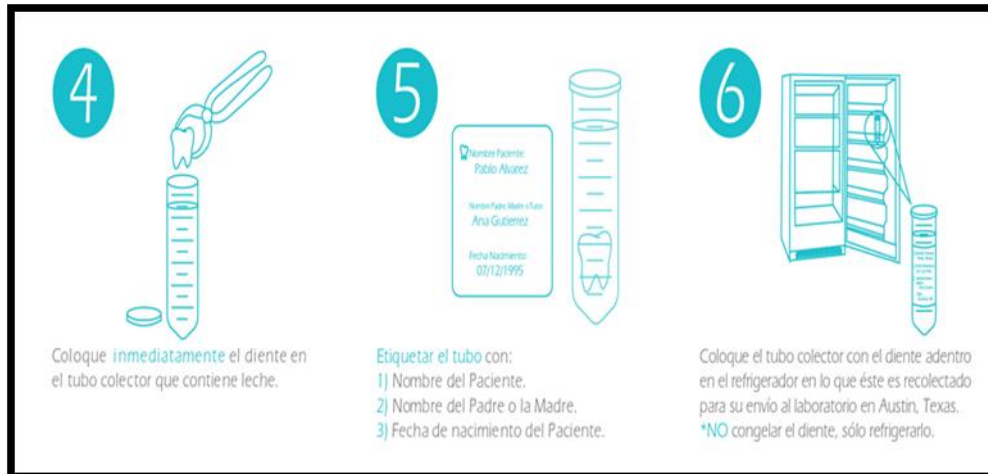 4
Coloque inmediatamente el diente en
el tubo colector que contiene leche.
5
Nombre Paciente:
Pablo Alvarez
Nombre Padre, Madre o Tutor
Ana Gutierrez
Fecha Nacimiento:
07/12/1995
Etiquetar el tubo con:
1) Nombre del Paciente.
2) Nombre del Padre o la Madre.
3) Fecha de nacimiento del Paciente.
6
Coloque el tubo colector con el diente adentro
en el refrigerador en lo que éste es recolectado
para su envío al laboratorio en Austin, Texas.
*NO congelar el diente, sólo refrigerarlo.